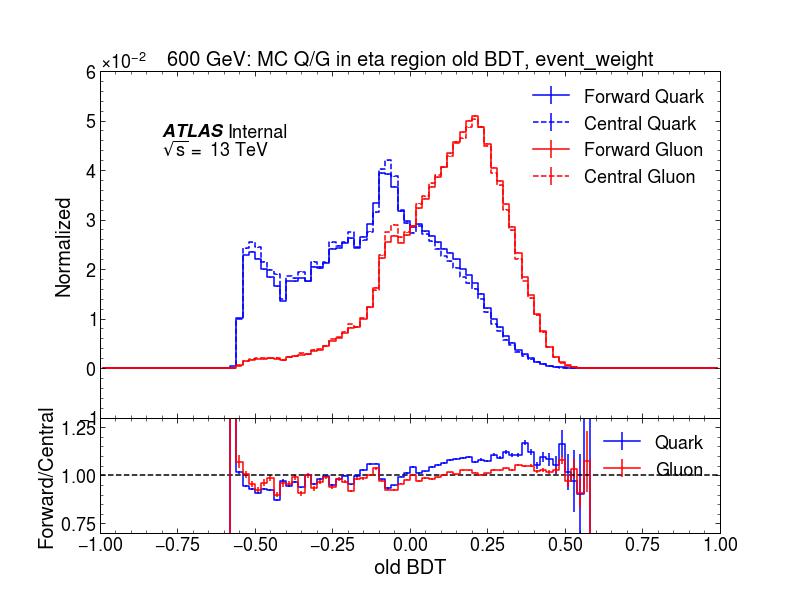 ×10⁻² 600 GeV: MC Q/G in eta region old BDT, event_weight
6
5
4
3
2
1
0
−1
Normalized
ATLAS Internal
√s = 13 TeV
Forward Quark
Central Quark
Forward Gluon
Central Gluon
1.25
1.00
0.75
Forward/Central
Quark
Gluon
−1.00 −0.75 −0.50 −0.25 0.00 0.25 0.50 0.75 1.00
old BDT